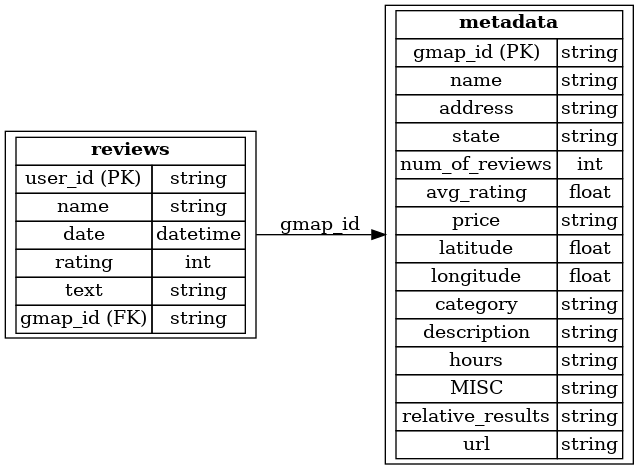 reviews
user_id (PK) string
name string
date datetime
rating int
text string
gmap_id (FK) string
gmap_id
metadata
gmap_id (PK) string
name string
address string
state string
num_of_reviews int
avg_rating float
price string
latitude float
longitude float
category string
description string
hours string
MISC string
relative_results string
url string